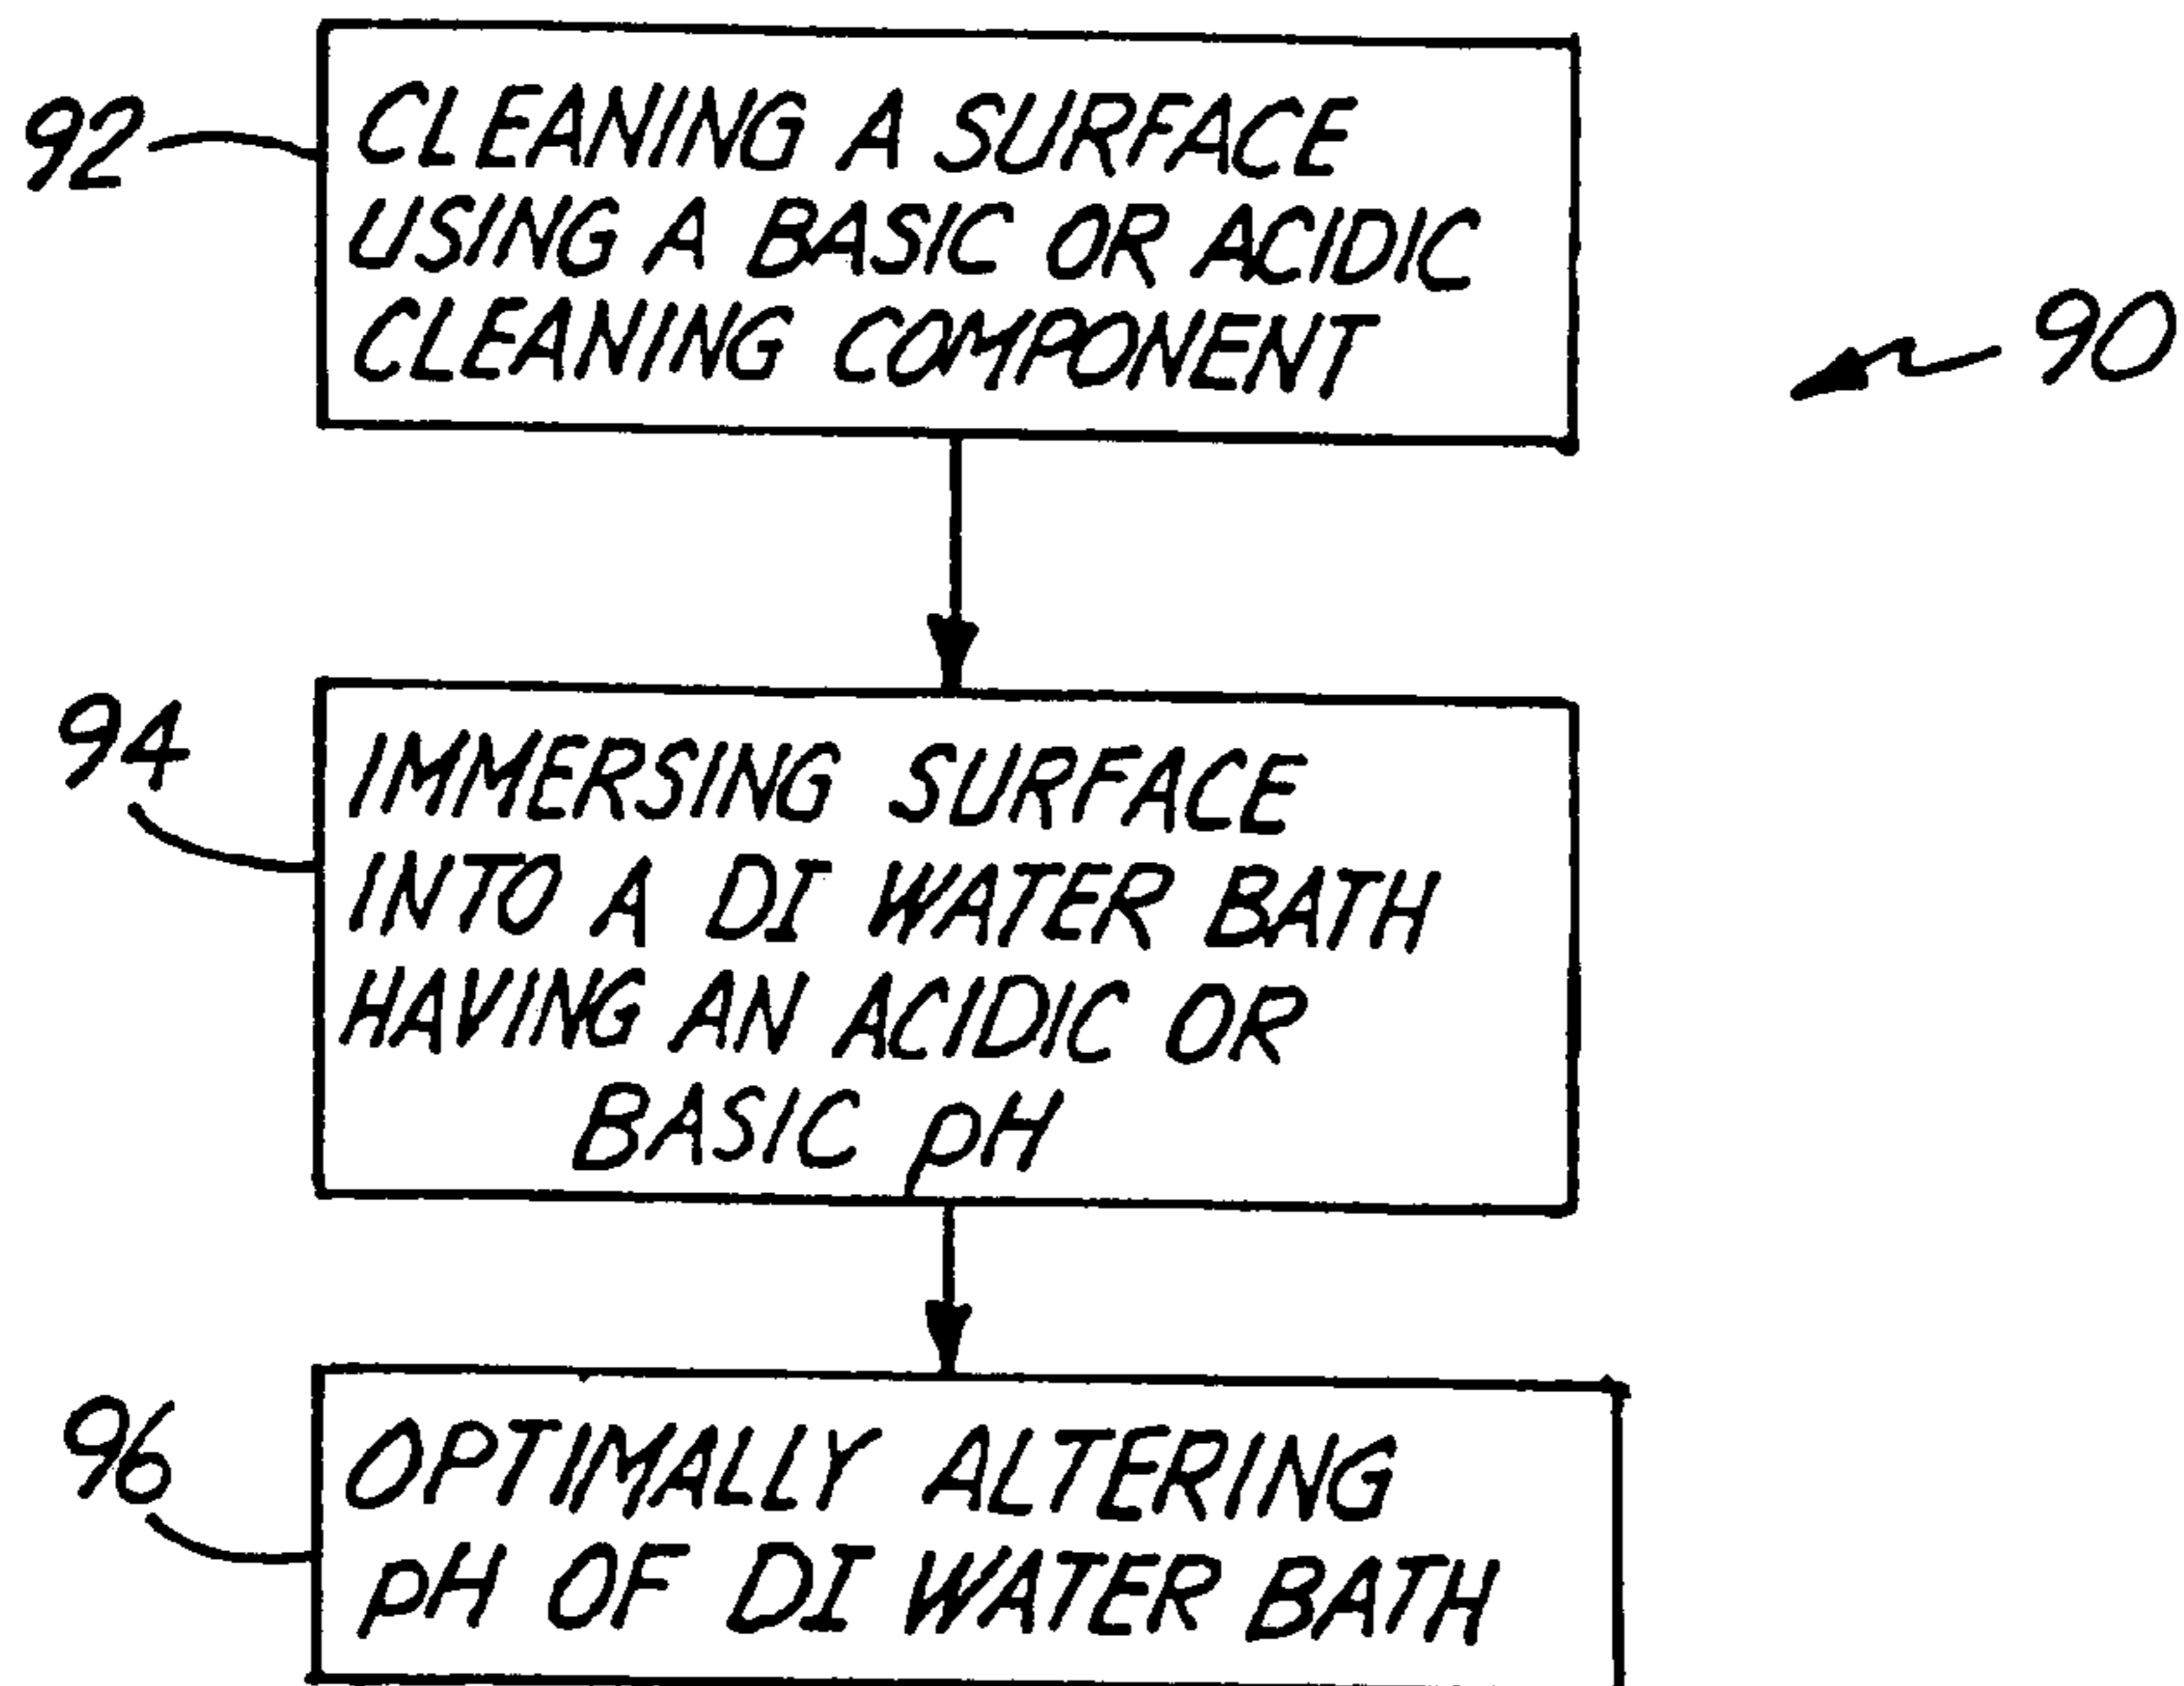 92
CLEANING A SURFACE
USING A BASIC OR ACIDIC
CLEANING COMPONENT
90
94
IMMERSING SURFACE
INTO A DI WATER BATH
HAVING AN ACIDIC OR
BASIC pH
96
OPTIMALLY ALTERING
pH OF DI WATER BATH